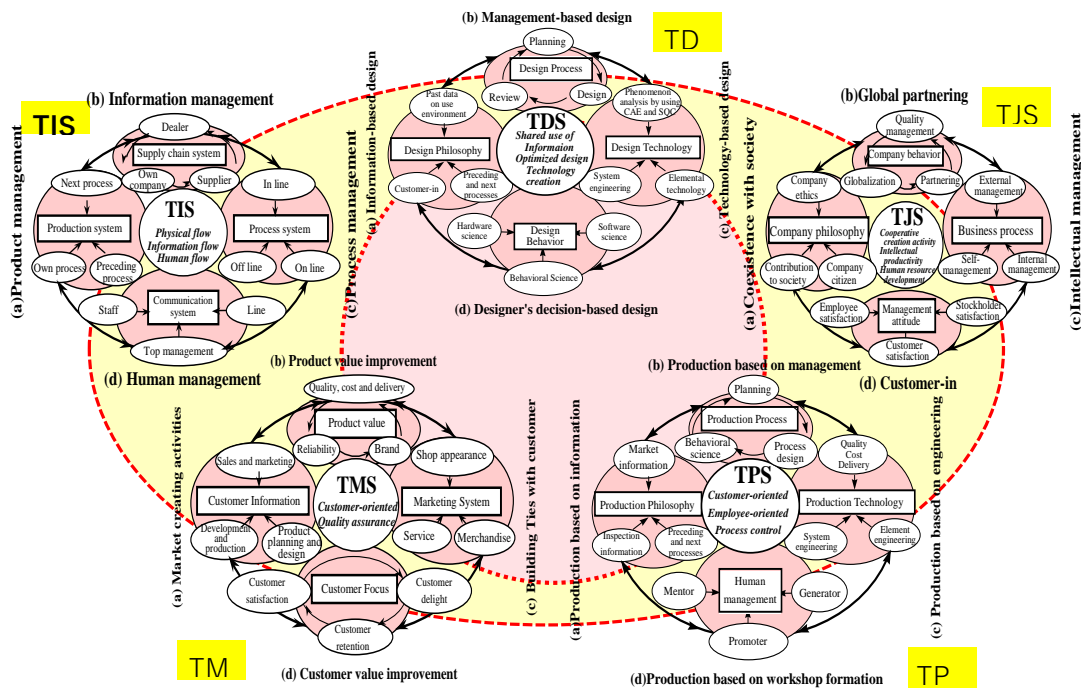 (b) Management-based design
TD
Planning
Design Process
Review
Design
Past data
on use
environment
Phenomenon
analysis by using
CAE and SQC
TDS
Shared use of
Informaion
Optimized design
Technology
creation
Design Philosophy
Design Technology
Customer-in
Preceding
and next
processes
System
engineering
Elemental
technology
Hardware
science
Design
Behavior
Software
science
Behavioral Science
(d) Designer's decision-based design
(a) Information-based design
(c) Technology-based design
TIS
(b) Information management
(a)Product management
Dealer
Supply chain system
Own
company
Supplier
Next process
In line
TIS
Physical flow
Information flow
Human flow
Production system
Process system
Own process
Preceding
process
Off line
On line
Staff
Communication
system
Line
Top management
(d) Human management
(c) Process management
(b)Global partnering
TJS
Quality
management
Company behavior
Globalization
Partnering
Company
ethics
External
management
TJS
Cooperative
creation activity
Intellectual
productivity
Human resource
development
Company philosophy
Business process
Contribution
to society
Company
citizen
Self-
management
Internal
management
Employee
satisfaction
Management
attitude
Stockholder
satisfaction
Customer
satisfaction
(d) Customer-in
(a) Coexistence with society
(c)Intellectual management
(b) Product value improvement
Quality, cost and delivery
Product value
Reliability
Brand
Sales and marketing
Shop appearance
TMS
Customer-oriented
Quality assurance
Customer Information
Marketing System
Development
and
production
Product
planning and
design
Service
Merchandise
Customer
satisfaction
Customer Focus
Customer
delight
Customer
retention
(d) Customer value improvement
(a) Market creating activities
(c) Building Ties with customer
TM
(b) Production based on management
Planning
Production Process
Behavioral
science
Process
design
Market
information
Quality
Cost
Delivery
TPS
Customer-oriented
Employee-oriented
Process control
Production Philosophy
Production Technology
Inspection
information
Preceding
and next
processes
System
engineering
Element
engineering
Mentor
Human
management
Generator
Promoter
(d)Production based on workshop formation
(a)Production based on information
(c) Production based on engineering
TP